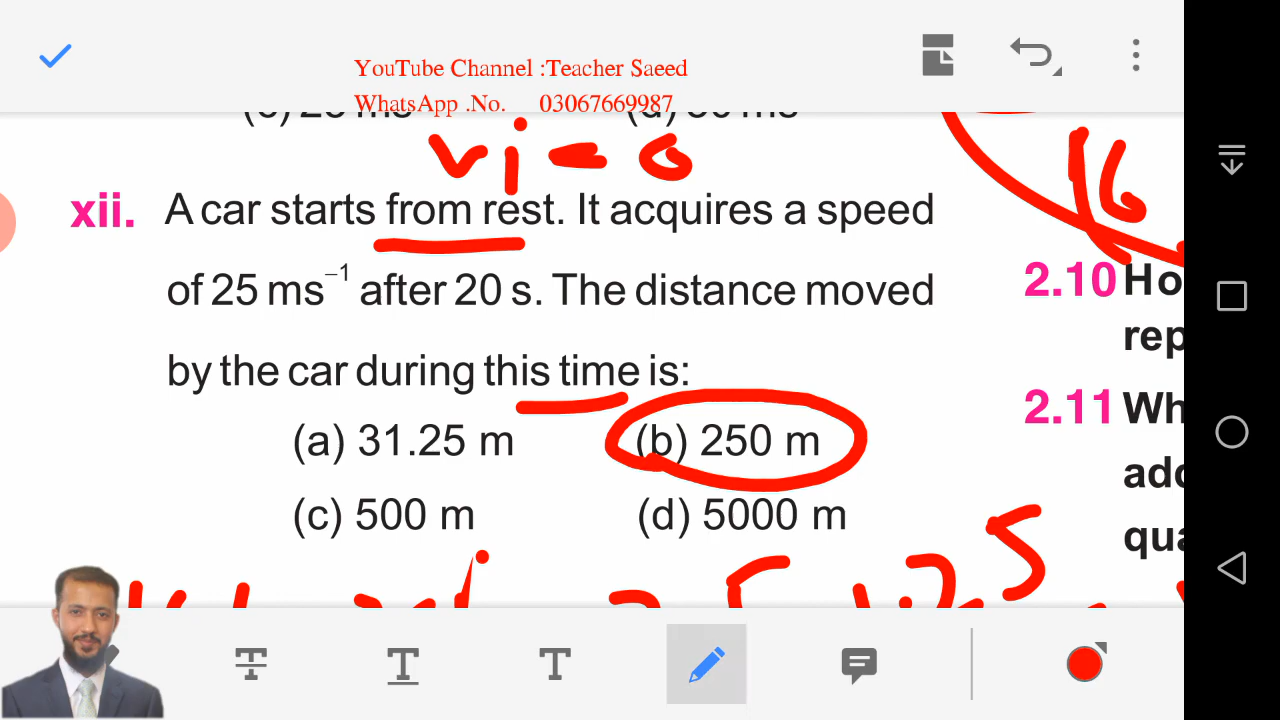 YouTube Channel :Teacher Saeed
WhatsApp .No. 03067669987
vi = 0
16
xii. A car starts from rest. It acquires a speed
of 25 ms⁻¹ after 20 s. The distance moved
by the car during this time is:
(a) 31.25 m (b) 250 m
(c) 500 m (d) 5000 m
2.10 Ho
rep
2.11 Wh
add
qua